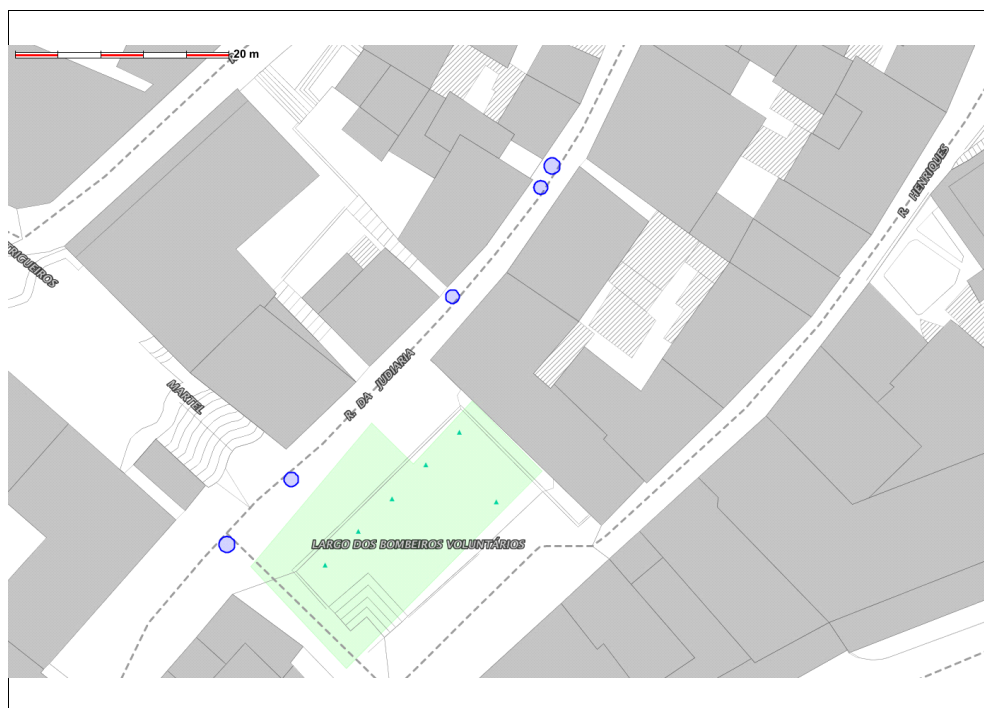 20 m
R. HENRIQUES
TRIGUEIROS
R. DA JUDIARIA
MARTEL
LARGO DOS BOMBEIROS VOLUNTÁRIOS